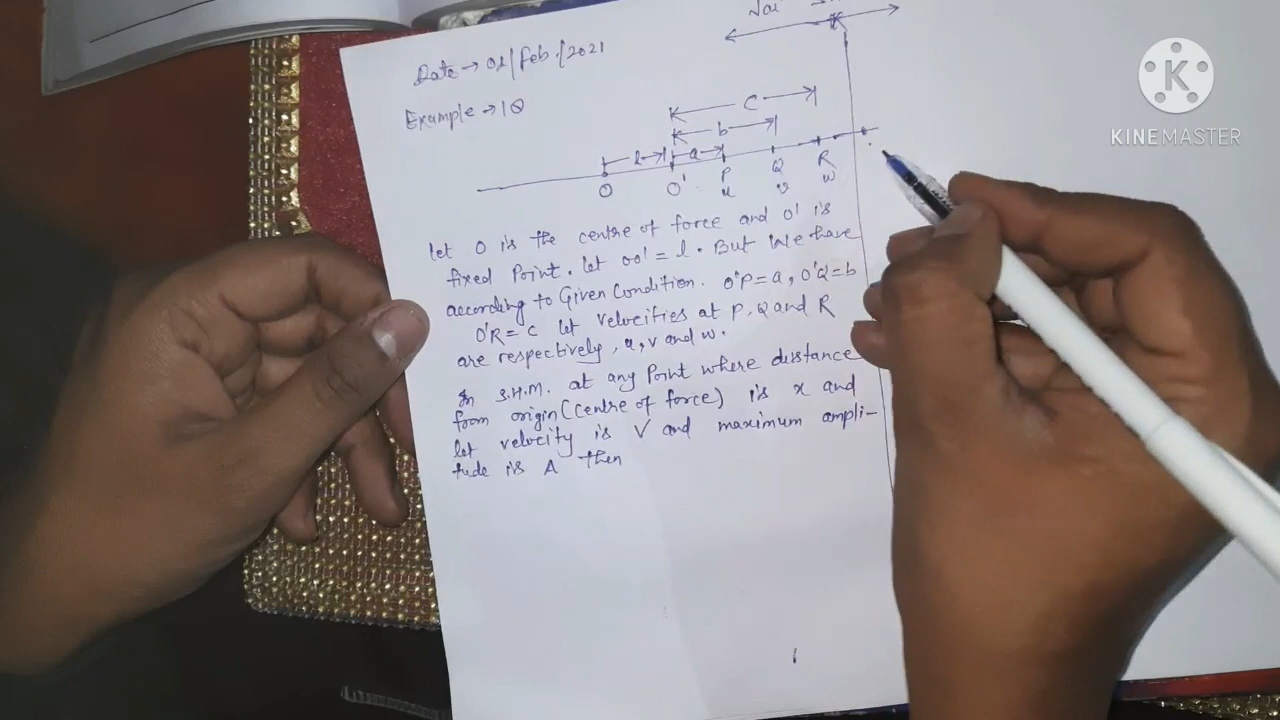 Date → 02/Feb./2021
Example → 18
C
b
l
a
O
O'
P
Q
R
u
v
w
let O is the centre of force and O' is
fixed point. let OO' = l. But we have
according to Given Condition. O'P = a, O'Q = b
O'R = C let velocities at P, Q and R
are respectively, u, v and w.
In S.H.M. at any point where distance
from origin (Centre of force) is x and
let velocity is V and maximum ampli-
tude is A then
K
KINEMASTER